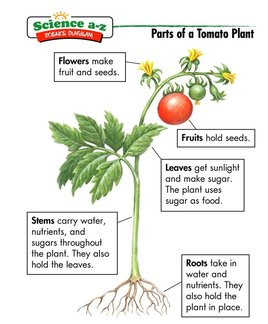 Science a-z
SCIENCE DIAGRAM
Parts of a Tomato Plant
Flowers make
fruit and seeds.
Fruits hold seeds.
Leaves get sunlight
and make sugar.
The plant uses
sugar as food.
Stems carry water,
nutrients, and
sugars throughout
the plant. They also
hold the leaves.
Roots take in
water and
nutrients. They
also hold the
plant in place.